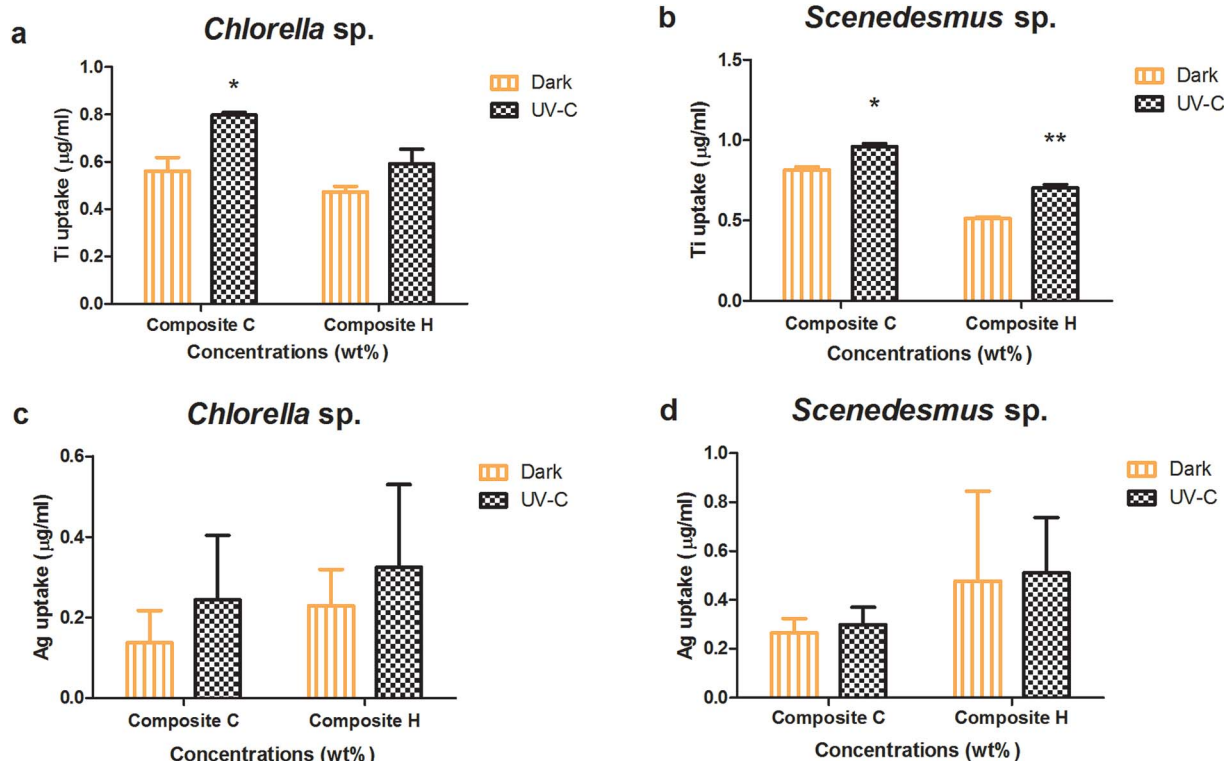 a
Chlorella sp.
1.0
0.8
0.6
0.4
0.2
0.0
Ti uptake (µg/ml)
*
Dark
UV-C
Composite C
Composite H
Concentrations (wt%)
b
Scenedesmus sp.
1.5
1.0
0.5
0.0
Ti uptake (µg/ml)
*
**
Dark
UV-C
Composite C
Composite H
Concentrations (wt%)
c
Chlorella sp.
0.6
0.4
0.2
0.0
Ag uptake (µg/ml)
Dark
UV-C
Composite C
Composite H
Concentrations (wt%)
d
Scenedesmus sp.
1.0
0.8
0.6
0.4
0.2
0.0
Ag uptake (µg/ml)
Dark
UV-C
Composite C
Composite H
Concentrations (wt%)